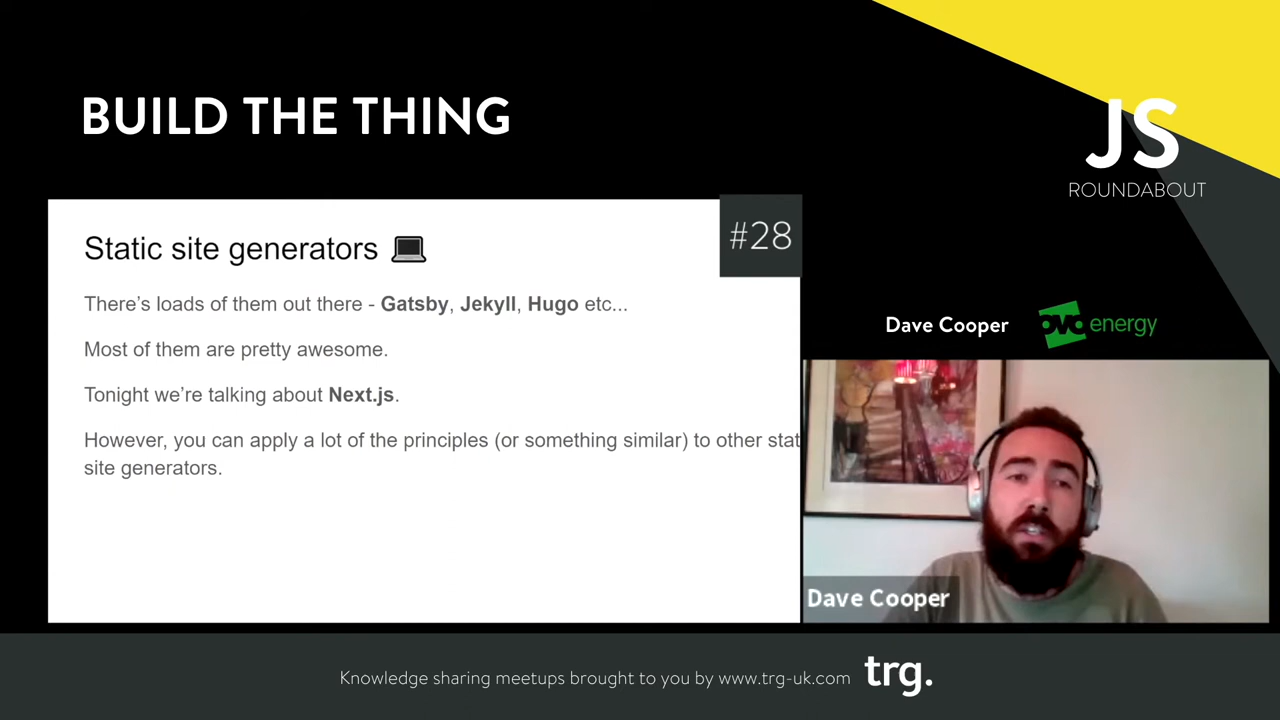 BUILD THE THING
JS
ROUNDABOUT
#28
Static site generators
There's loads of them out there - Gatsby, Jekyll, Hugo etc...
Most of them are pretty awesome.
Tonight we're talking about Next.js.
However, you can apply a lot of the principles (or something similar) to other stat
site generators.
Dave Cooper
ovo energy
Dave Cooper
Knowledge sharing meetups brought to you by www.trg-uk.com
trg.